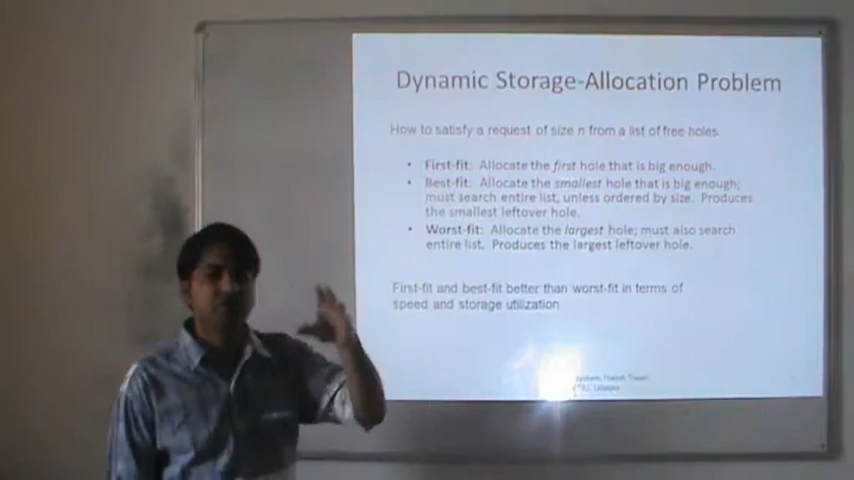 Dynamic Storage-Allocation Problem
How to satisfy a request of size n from a list of free holes.
• First-fit: Allocate the first hole that is big enough.
• Best-fit: Allocate the smallest hole that is big enough;
must search entire list, unless ordered by size. Produces
the smallest leftover hole.
• Worst-fit: Allocate the largest hole; must also search
entire list. Produces the largest leftover hole.
First-fit and best-fit better than worst-fit in terms of
speed and storage utilization